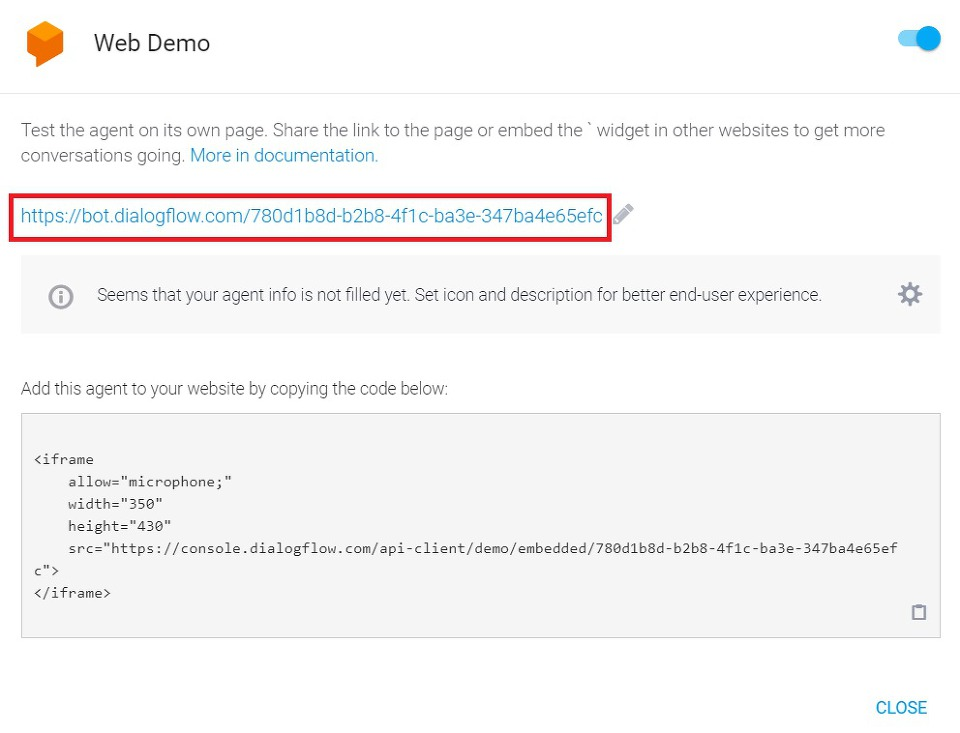 Web Demo
Test the agent on its own page. Share the link to the page or embed the ` widget in other websites to get more
conversations going. More in documentation.
https://bot.dialogflow.com/780d1b8d-b2b8-4f1c-ba3e-347ba4e65efc
Seems that your agent info is not filled yet. Set icon and description for better end-user experience.
Add this agent to your website by copying the code below:
<iframe
    allow="microphone;"
    width="350"
    height="430"
    src="https://console.dialogflow.com/api-client/demo/embedded/780d1b8d-b2b8-4f1c-ba3e-347ba4e65ef
c">
</iframe>
CLOSE